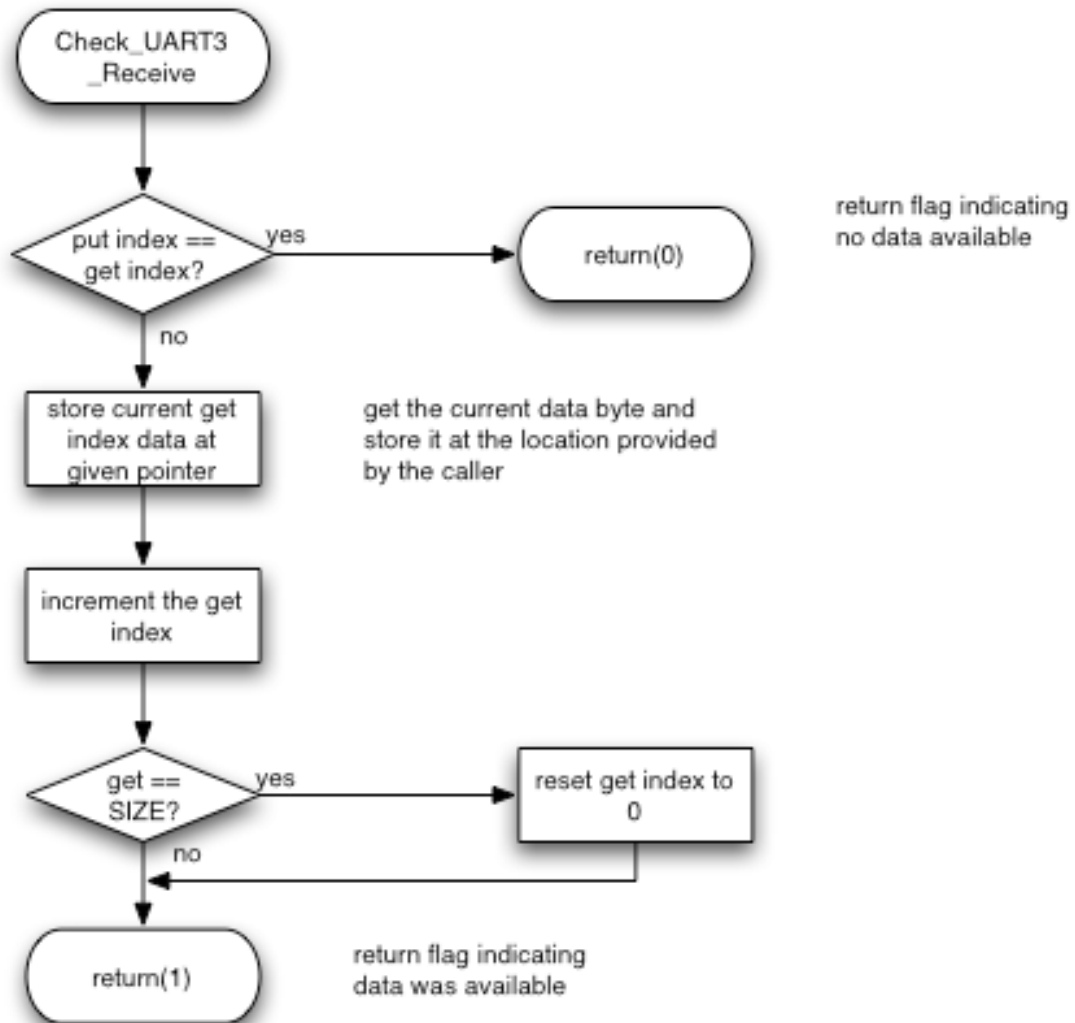 Check_UART3
_Receive
put index ==
get index?
yes
return(0)
return flag indicating
no data available
no
store current get
index data at
given pointer
get the current data byte and
store it at the location provided
by the caller
increment the get
index
get ==
SIZE?
yes
reset get index to
0
no
return(1)
return flag indicating
data was available